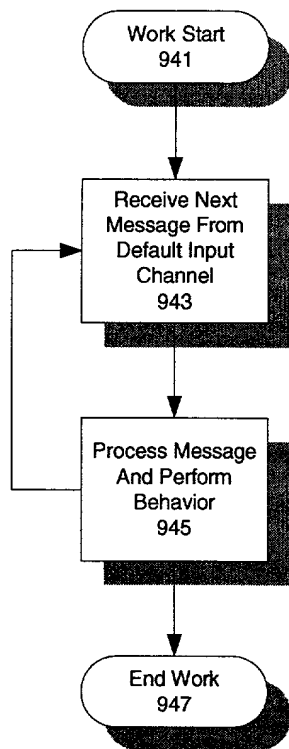 Work Start
941
Receive Next
Message From
Default Input
Channel
943
Process Message
And Perform
Behavior
945
End Work
947